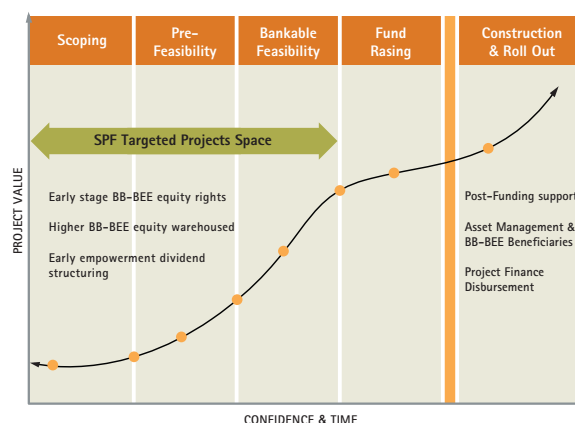 Scoping
Pre-
Feasibility
Bankable
Feasibility
Fund
Rasing
Construction
& Roll Out
SPF Targeted Projects Space
Early stage BB-BEE equity rights
Higher BB-BEE equity warehoused
Early empowerment dividend
structuring
Post-Funding support
Asset Management &
BB-BEE Beneficiaries
Project Finance
Disbursement
PROJECT VALUE
CONFIDENCE & TIME